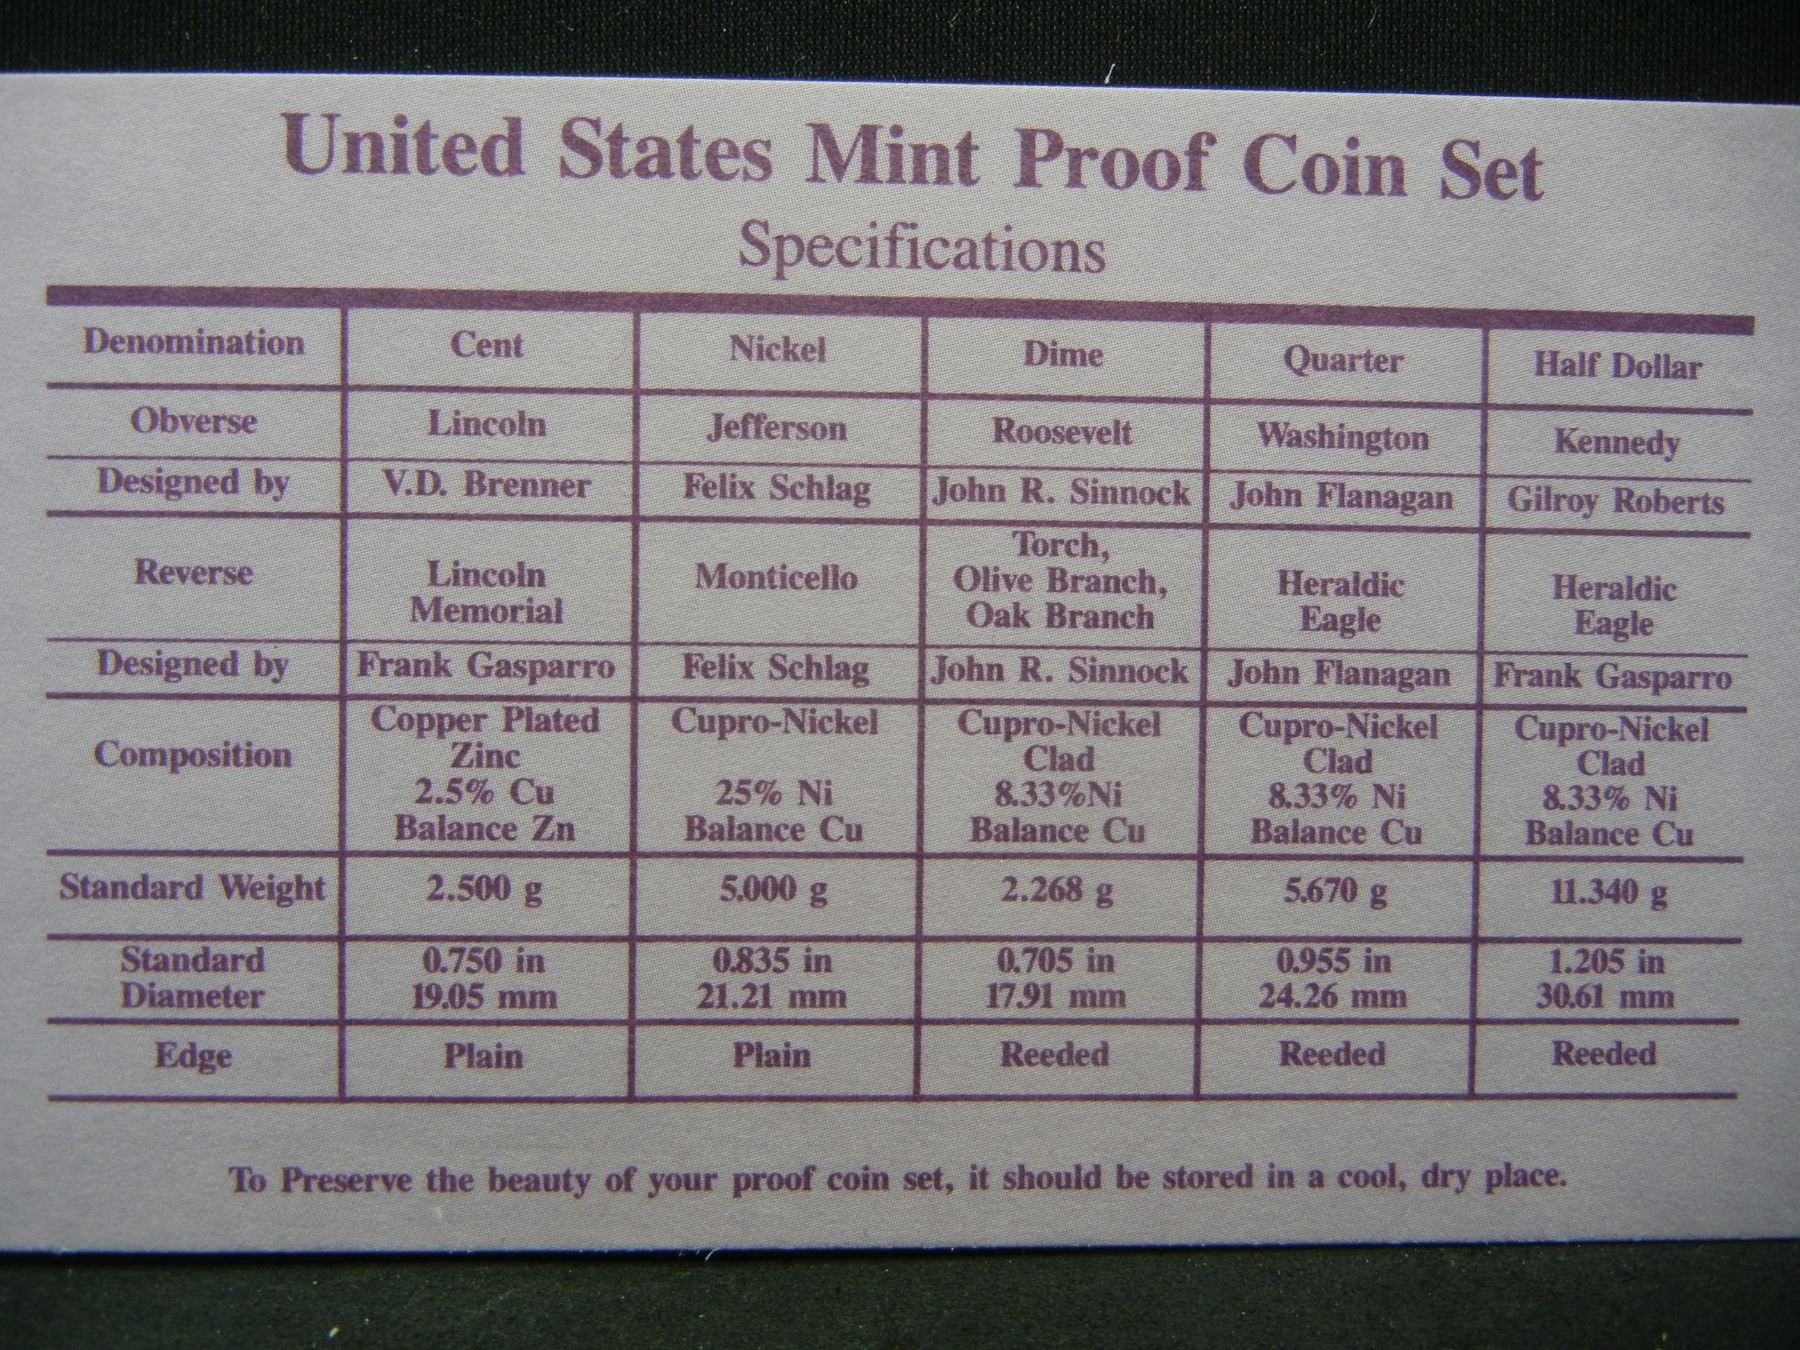 United States Mint Proof Coin Set
Specifications
Denomination Cent Nickel Dime Quarter Half Dollar
Obverse Lincoln Jefferson Roosevelt Washington Kennedy
Designed by V.D. Brenner Felix Schlag John R. Sinnock John Flanagan Gilroy Roberts
Torch,
Reverse Lincoln Monticello Olive Branch, Heraldic Heraldic
Memorial Oak Branch Eagle Eagle
Designed by Frank Gasparro Felix Schlag John R. Sinnock John Flanagan Frank Gasparro
Copper Plated Cupro-Nickel Cupro-Nickel Cupro-Nickel Cupro-Nickel
Composition Zinc Clad Clad Clad
2.5% Cu 25% Ni 8.33%Ni 8.33% Ni 8.33% Ni
Balance Zn Balance Cu Balance Cu Balance Cu Balance Cu
Standard Weight 2.500 g 5.000 g 2.268 g 5.670 g 11.340 g
Standard 0.750 in 0.835 in 0.705 in 0.955 in 1.205 in
Diameter 19.05 mm 21.21 mm 17.91 mm 24.26 mm 30.61 mm
Edge Plain Plain Reeded Reeded Reeded
To Preserve the beauty of your proof coin set, it should be stored in a cool, dry place.